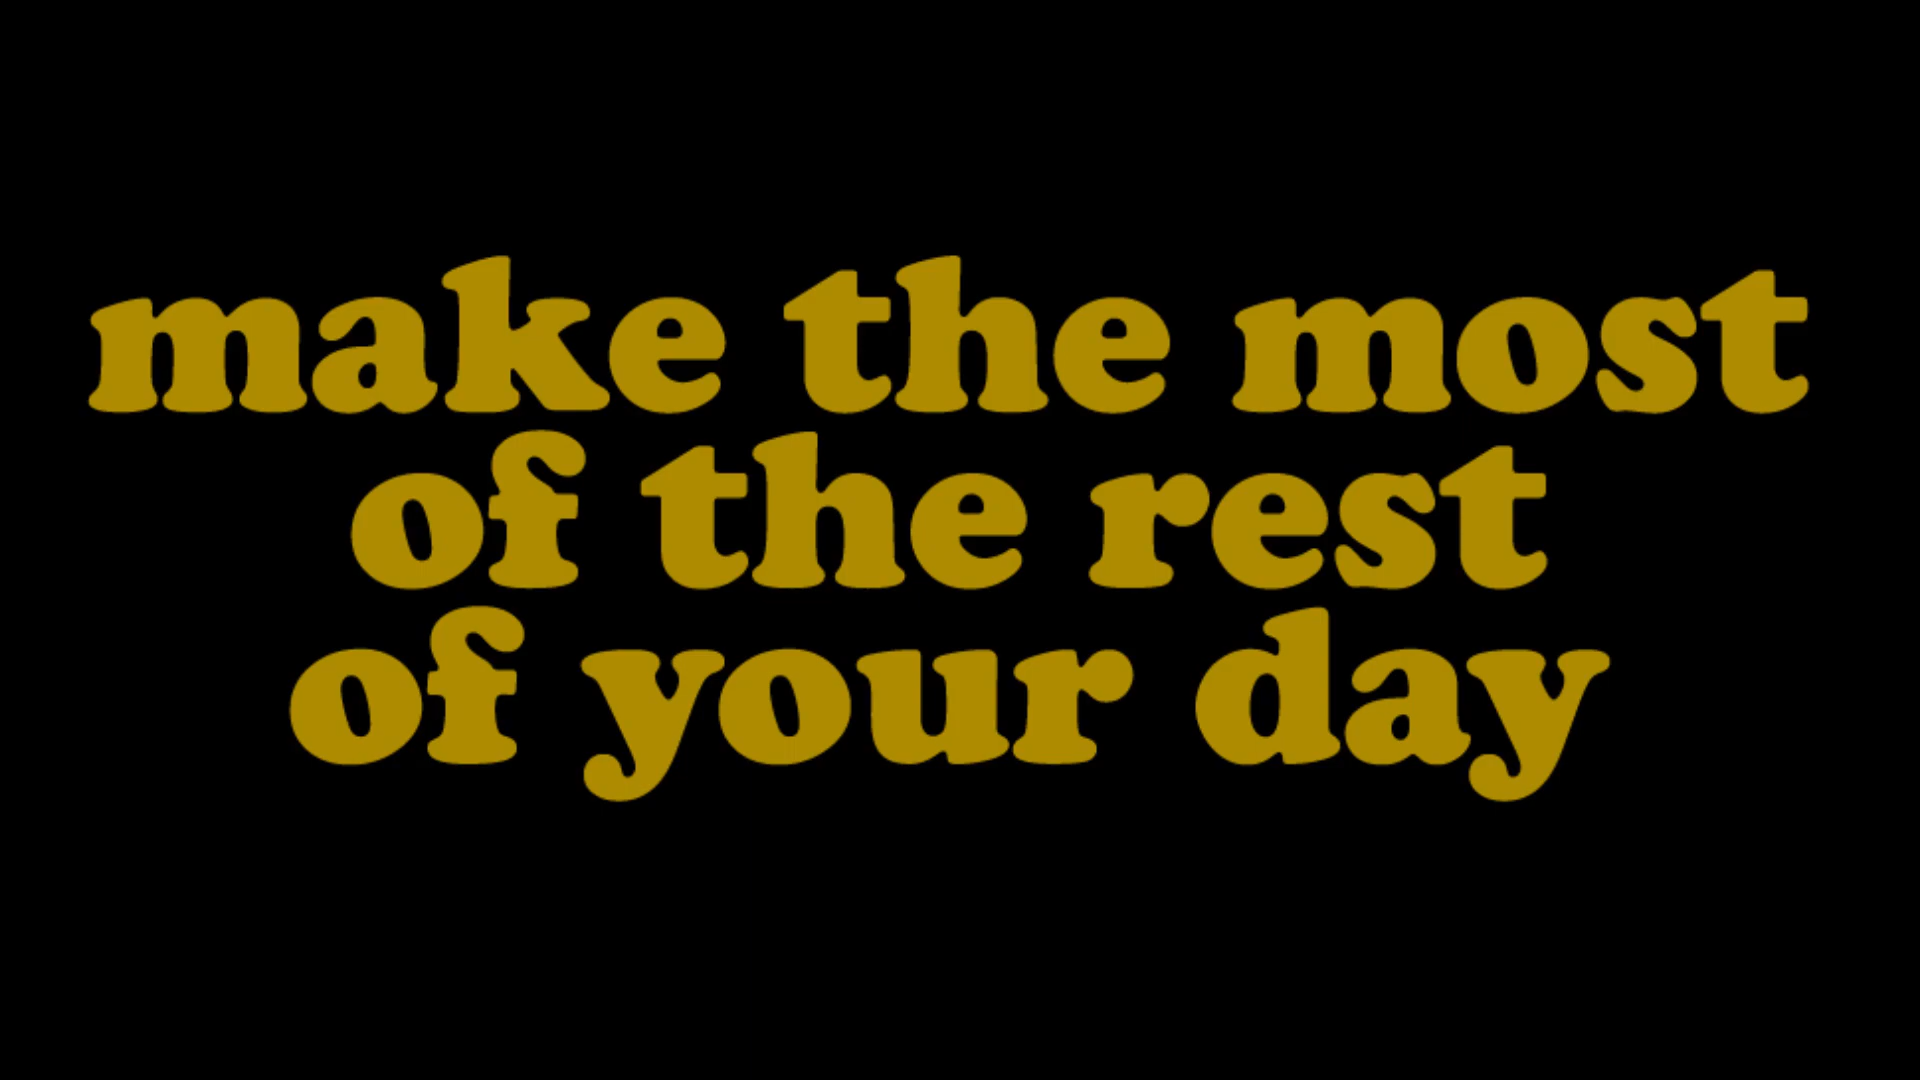 make the most
of the rest
of your day